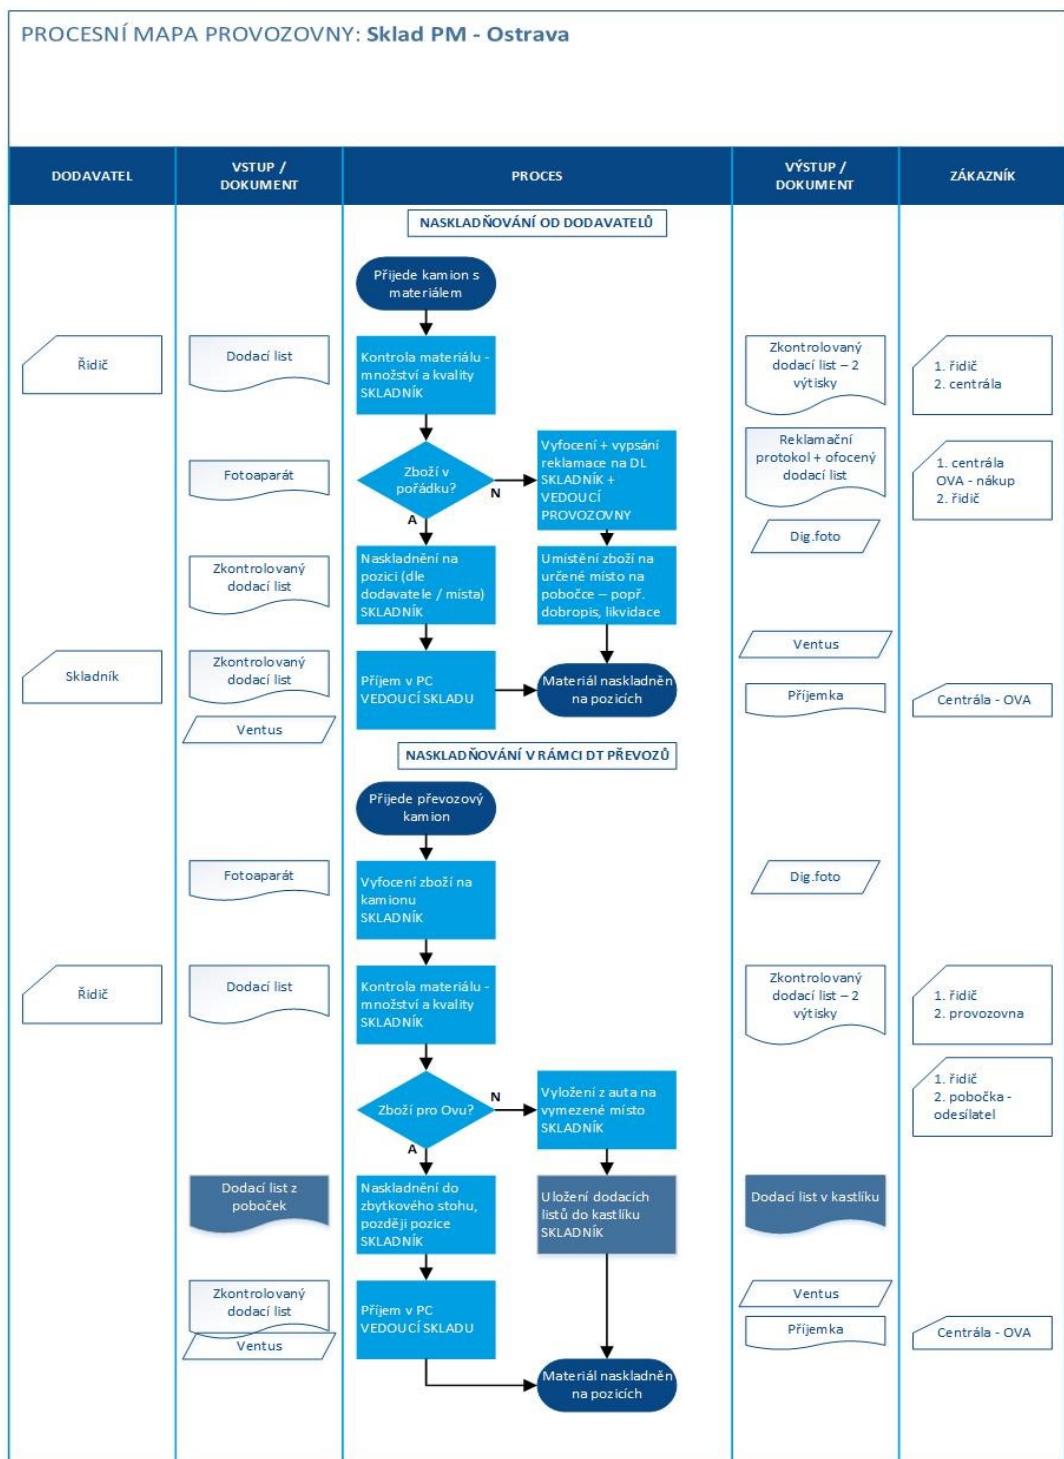 PROCESNÍ MAPA PROVOZOVNY: Sklad PM - Ostrava
DODAVATEL
VSTUP /
DOKUMENT
PROCES
VÝSTUP /
DOKUMENT
ZÁKAZNÍK
NASKLADŇOVÁNÍ OD DODAVATELŮ
Přijede kamion s
materiálem
Řidič
Dodací list
Kontrola materiálu -
množství a kvality
SKLADNÍK
Zkontrolovaný
dodací list – 2
výtisky
1. řidič
2. centrála
Fotoaparát
Zboží v
pořádku?
N
A
Vyfocení + vypsání
reklamace na DL
SKLADNÍK +
VEDOUCÍ
PROVOZOVNY
Reklamační
protokol + ofocený
dodací list
1. centrála
OVA - nákup
2. řidič
Dig.foto
Zkontrolovaný
dodací list
Naskladnění na
pozici (dle
dodavatele / místa)
SKLADNÍK
Umístění zboží na
určené místo na
pobočce – popř.
dobropis, likvidace
Ventus
Skladník
Zkontrolovaný
dodací list
Ventus
Příjem v PC
VEDOUCÍ SKLADU
Materiál naskladněn
na pozicích
Příjemka
Centrála - OVA
NASKLADŇOVÁNÍ V RÁMCI DT PŘEVOZŮ
Přijede převozový
kamion
Fotoaparát
Vyfocení zboží na
kamionu
SKLADNÍK
Dig.foto
Řidič
Dodací list
Kontrola materiálu -
množství a kvality
SKLADNÍK
Zkontrolovaný
dodací list – 2
výtisky
1. řidič
2. provozovna
Zboží pro Ovu?
N
A
Vyložení z auta na
vymezené místo
SKLADNÍK
1. řidič
2. pobočka -
odesílatel
Dodací list z
poboček
Naskladnění do
zbytkového stohu,
později pozice
SKLADNÍK
Uložení dodacích
listů do kastlíku
SKLADNÍK
Dodací list v kastlíku
Zkontrolovaný
dodací list
Ventus
Příjem v PC
VEDOUCÍ SKLADU
Ventus
Příjemka
Centrála - OVA
Materiál naskladněn
na pozicích